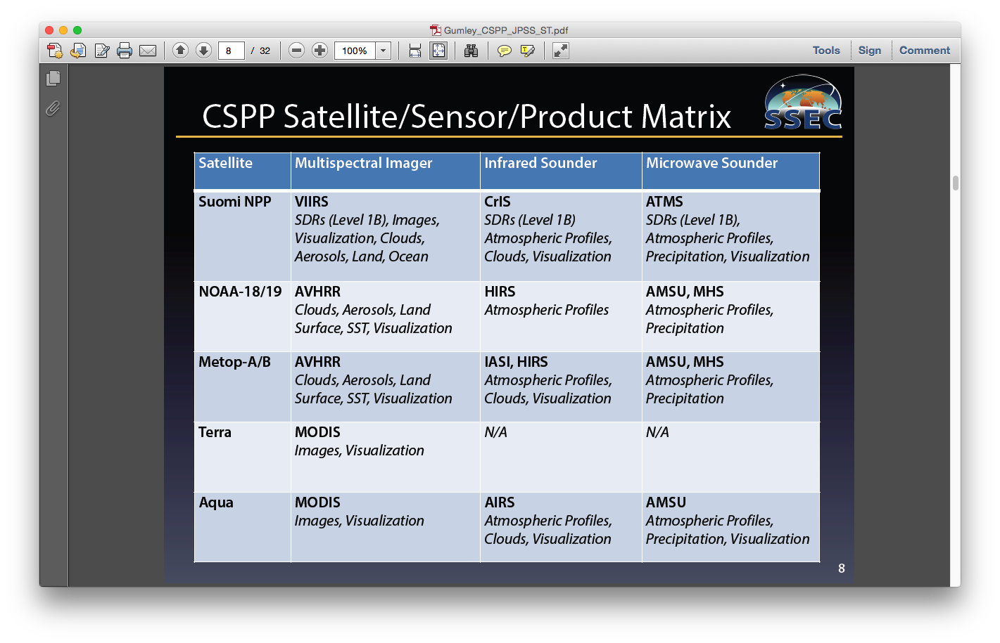 Gumley_CSPP_JPSS_ST.pdf
8 / 32 100% Tools Sign Comment
CSPP Satellite/Sensor/Product Matrix
SSEC
Satellite Multispectral Imager Infrared Sounder Microwave Sounder
Suomi NPP
VIIRS
SDRs (Level 1B), Images,
Visualization, Clouds,
Aerosols, Land, Ocean
CrIS
SDRs (Level 1B)
Atmospheric Profiles,
Clouds, Visualization
ATMS
SDRs (Level 1B),
Atmospheric Profiles,
Precipitation, Visualization
NOAA-18/19
AVHRR
Clouds, Aerosols, Land
Surface, SST, Visualization
HIRS
Atmospheric Profiles
AMSU, MHS
Atmospheric Profiles,
Precipitation
Metop-A/B
AVHRR
Clouds, Aerosols, Land
Surface, SST, Visualization
IASI, HIRS
Atmospheric Profiles,
Clouds, Visualization
AMSU, MHS
Atmospheric Profiles,
Precipitation
Terra
MODIS
Images, Visualization
N/A
N/A
Aqua
MODIS
Images, Visualization
AIRS
Atmospheric Profiles,
Clouds, Visualization
AMSU
Atmospheric Profiles,
Precipitation, Visualization
8